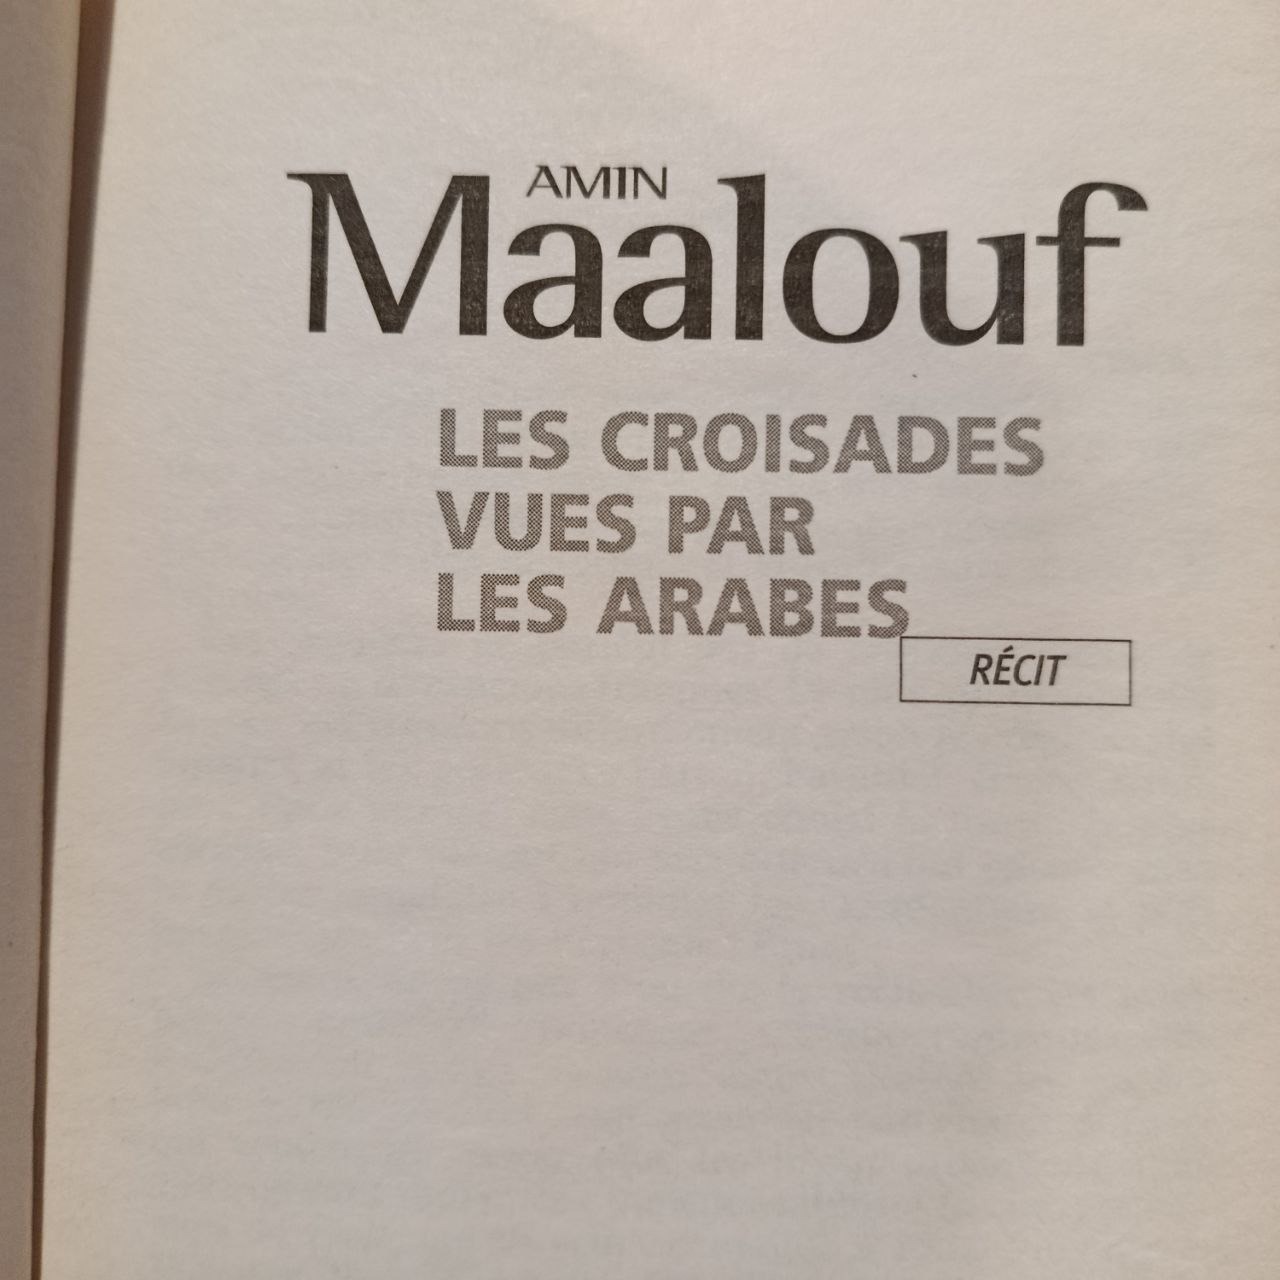 AMIN
Maalouf
LES CROISADES
VUES PAR
LES ARABES
RÉCIT